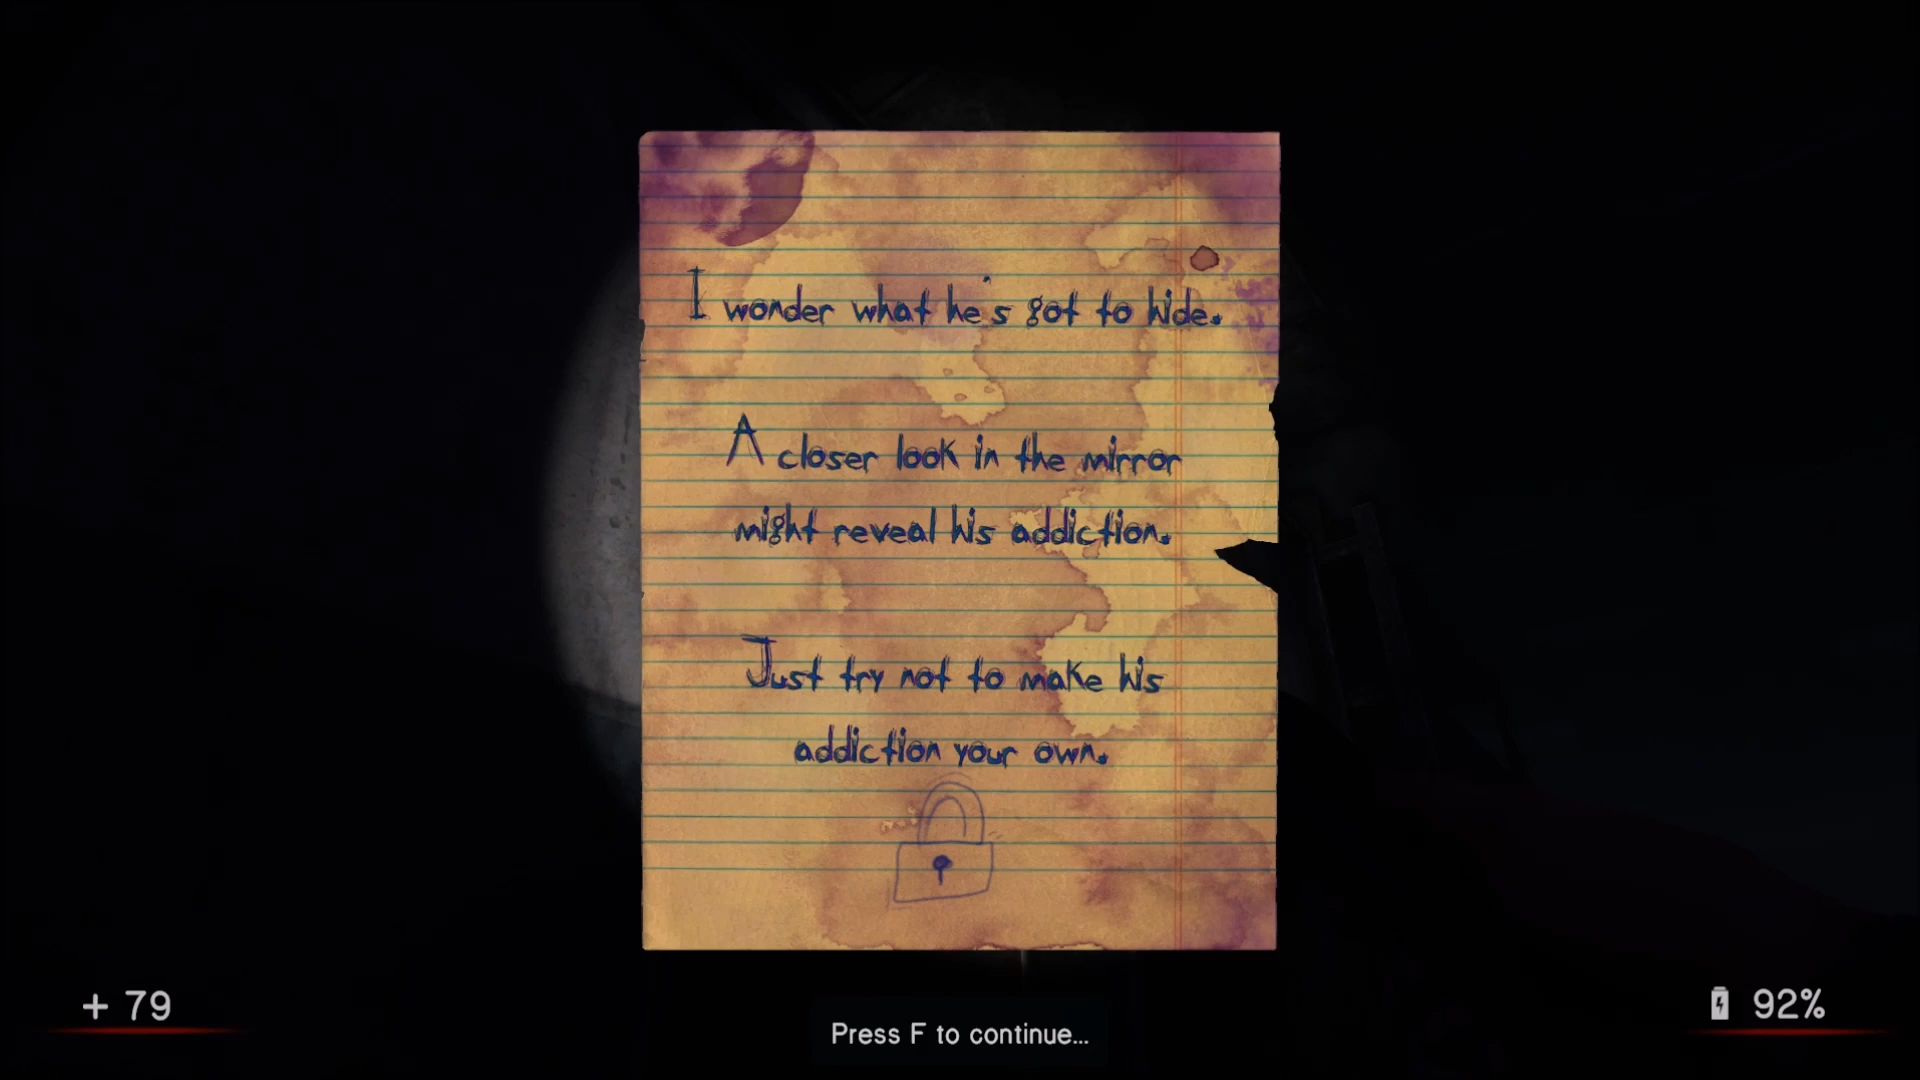 I wonder what he's got to hide.
A closer look in the mirror
might reveal his addiction.
Just try not to make his
addiction your own.
+ 79
92%
Press F to continue...